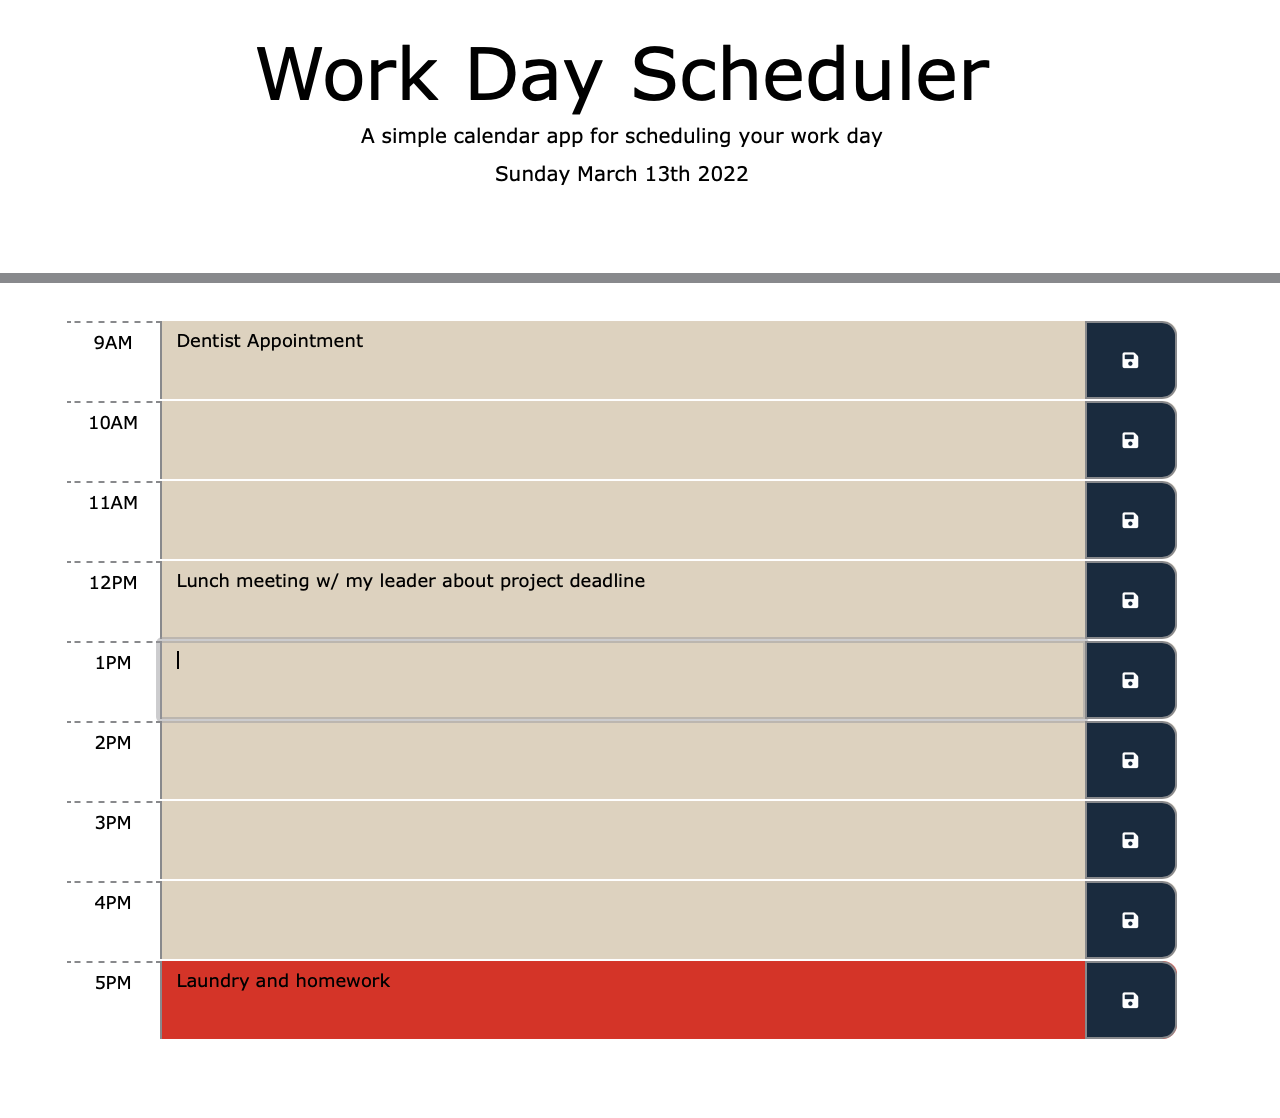 Work Day Scheduler
A simple calendar app for scheduling your work day
Sunday March 13th 2022
9AM Dentist Appointment
10AM
11AM
12PM Lunch meeting w/ my leader about project deadline
1PM
2PM
3PM
4PM
5PM Laundry and homework